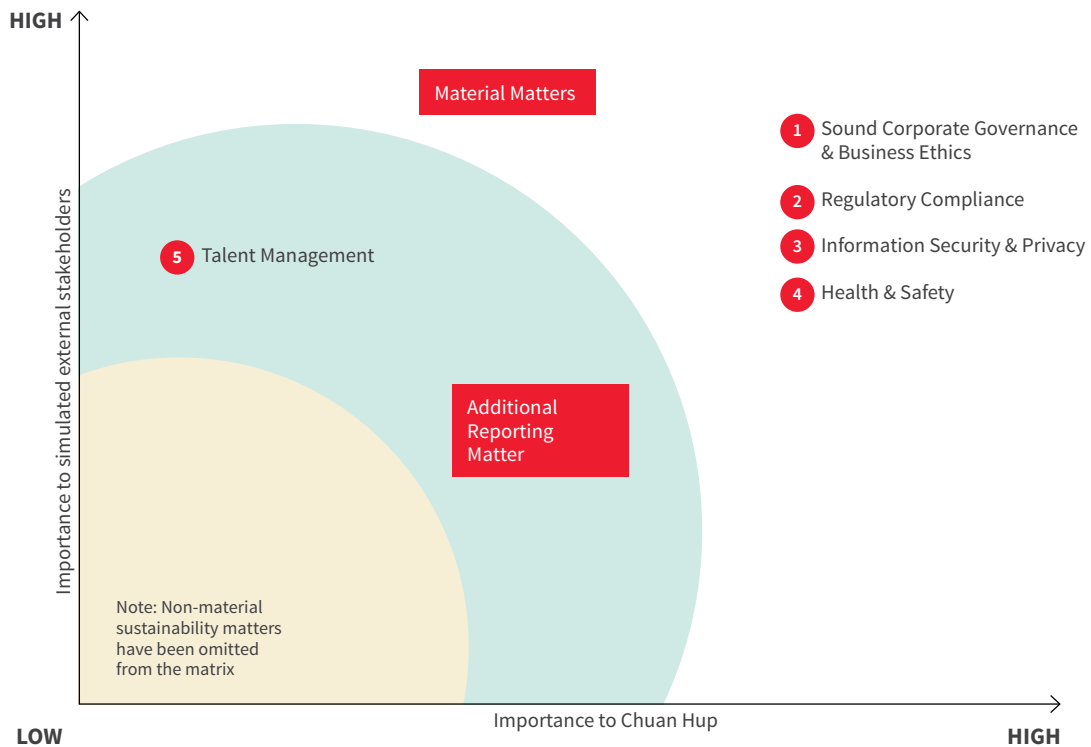 HIGH
Material Matters
1 Sound Corporate Governance
& Business Ethics
2 Regulatory Compliance
3 Information Security & Privacy
4 Health & Safety
5 Talent Management
Importance to simulated external stakeholders
Additional
Reporting
Matter
Note: Non-material
sustainability matters
have been omitted
from the matrix
LOW
Importance to Chuan Hup
HIGH